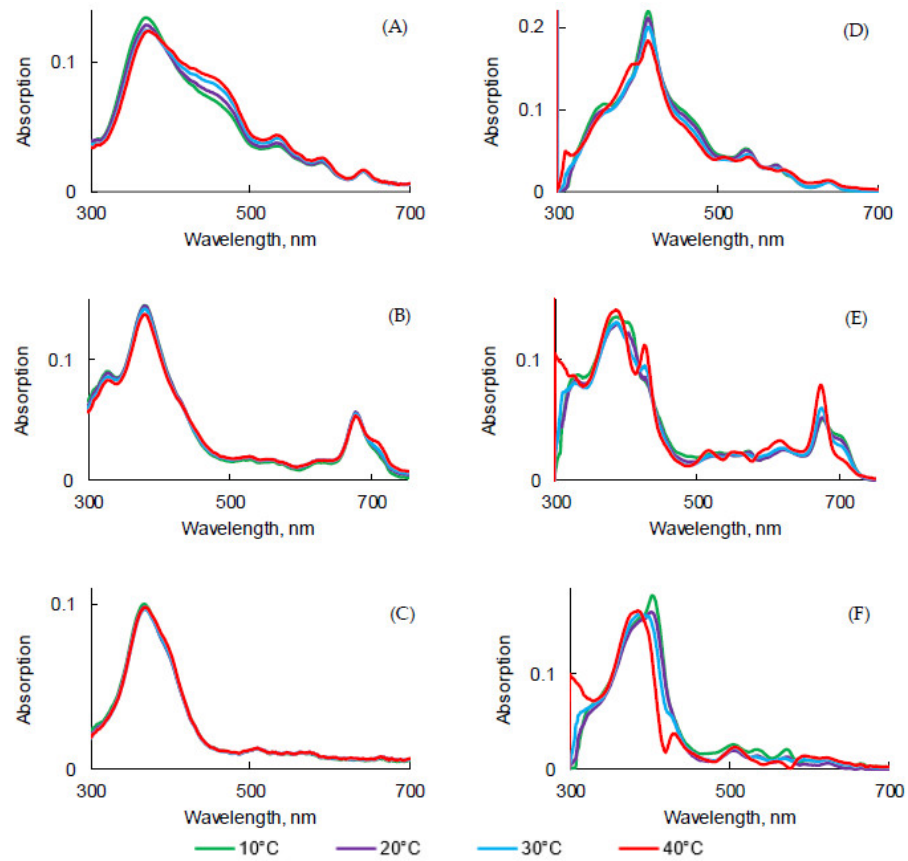 (A)
0.1
Absorption
0
300 500 700
Wavelength, nm
(D)
0.2
0.1
Absorption
0
300 500 700
Wavelength, nm
(B)
0.1
Absorption
0
300 500 700
Wavelength, nm
(E)
0.1
Absorption
0
300 500 700
Wavelength, nm
(C)
0.1
Absorption
0
300 500 700
Wavelength, nm
(F)
0.1
Absorption
0
300 500 700
Wavelength, nm
10°C 20°C 30°C 40°C